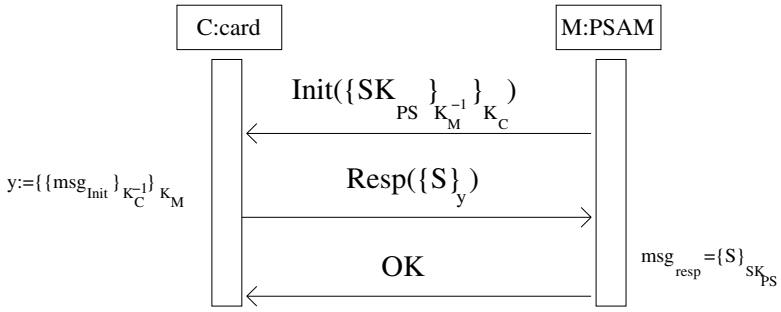 C:card
M:PSAM
Init({SK_PS}_{K_M^{-1}}}_{K_C})
y:={{msg_Init}_{K_C^{-1}}}_{K_M}
Resp({S}_y)
OK
msg_resp={S}_{SK_PS}